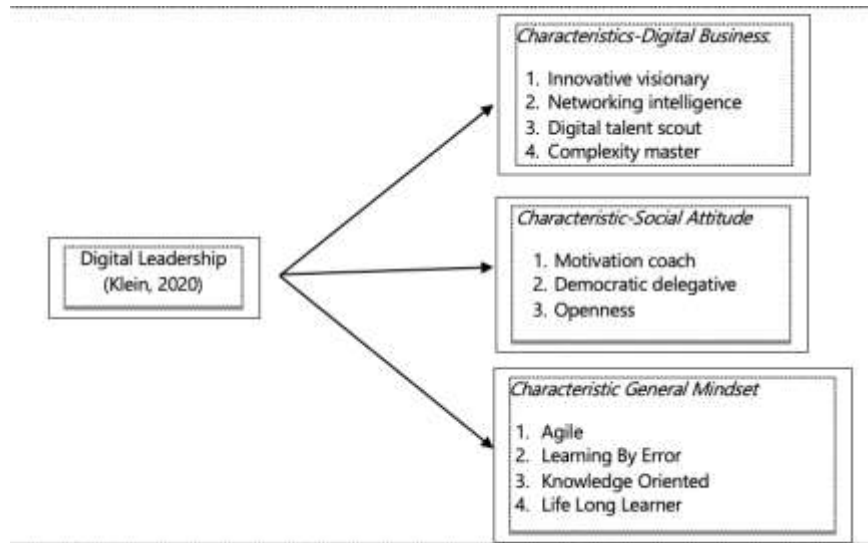 Characteristics-Digital Business:
1. Innovative visionary
2. Networking intelligence
3. Digital talent scout
4. Complexity master
Digital Leadership
(Klein, 2020)
Characteristic-Social Attitude
1. Motivation coach
2. Democratic delegative
3. Openness
Characteristic General Mindset
1. Agile
2. Learning By Error
3. Knowledge Oriented
4. Life Long Learner